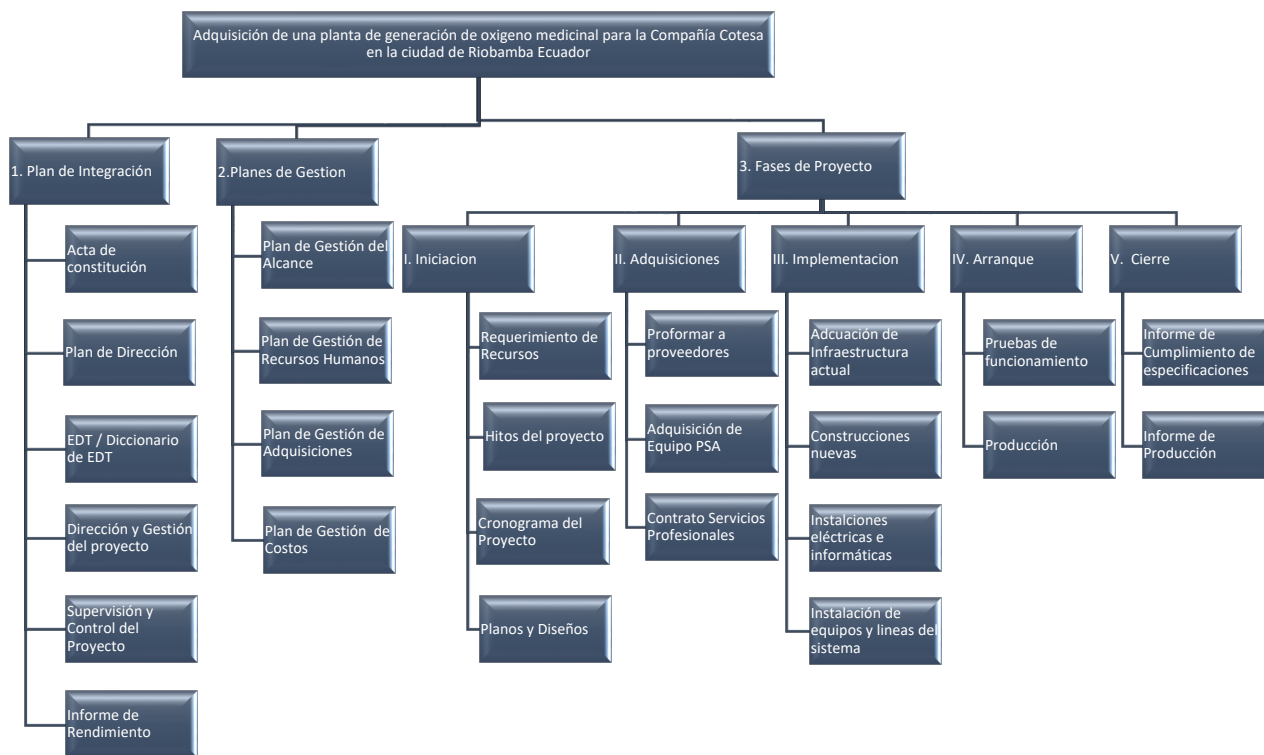 Adquisición de una planta de generación de oxigeno medicinal para la Compañía Cotesa
en la ciudad de Riobamba Ecuador
1. Plan de Integración
Acta de
constitución
Plan de Dirección
EDT / Diccionario
de EDT
Dirección y Gestión
del proyecto
Supervisión y
Control del
Proyecto
Informe de
Rendimiento
2.Planes de Gestion
Plan de Gestión del
Alcance
Plan de Gestión de
Recursos Humanos
Plan de Gestión de
Adquisiciones
Plan de Gestión de
Costos
3. Fases de Proyecto
I. Iniciacion
Requerimiento de
Recursos
Hitos del proyecto
Cronograma del
Proyecto
Planos y Diseños
II. Adquisiciones
Proformar a
proveedores
Adquisición de
Equipo PSA
Contrato Servicios
Profesionales
III. Implementacion
Adcuación de
Infraestructura
actual
Construcciones
nuevas
Instalciones
eléctricas e
informáticas
Instalación de
equipos y lineas del
sistema
IV. Arranque
Pruebas de
funcionamiento
Producción
V. Cierre
Informe de
Cumplimiento de
especificaciones
Informe de
Producción